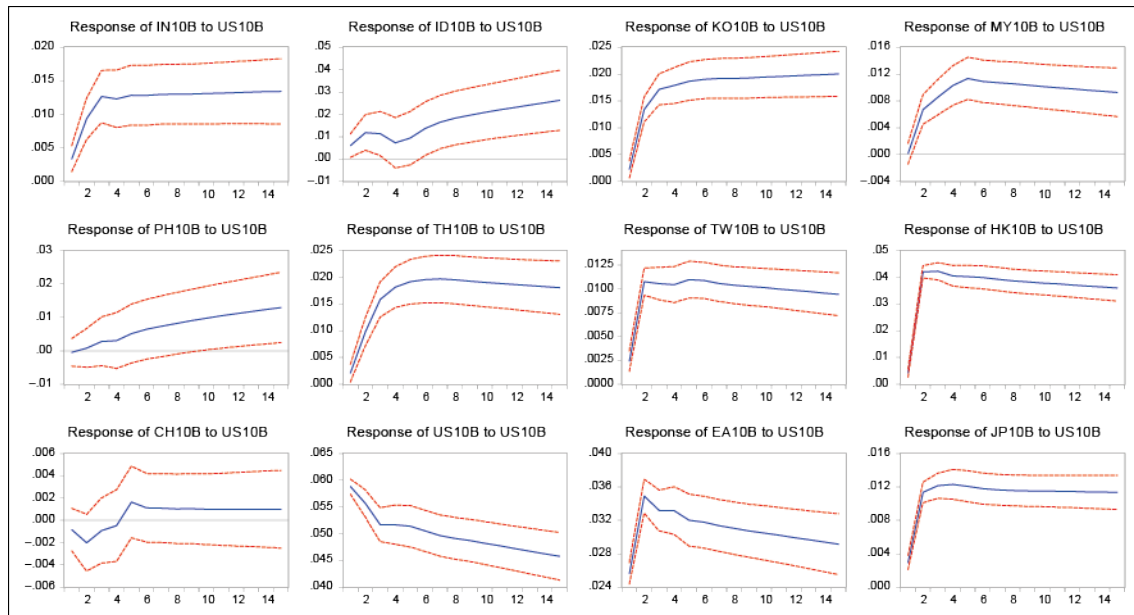 Response of IN10B to US10B
.020
.015
.010
.005
.000
2 4 6 8 10 12 14
Response of ID10B to US10B
.05
.04
.03
.02
.01
.00
-.01
2 4 6 8 10 12 14
Response of KO10B to US10B
.025
.020
.015
.010
.005
.000
2 4 6 8 10 12 14
Response of MY10B to US10B
.016
.012
.008
.004
.000
-.004
2 4 6 8 10 12 14
Response of PH10B to US10B
.03
.02
.01
.00
-.01
2 4 6 8 10 12 14
Response of TH10B to US10B
.025
.020
.015
.010
.005
.000
2 4 6 8 10 12 14
Response of TW10B to US10B
.0125
.0100
.0075
.0050
.0025
.0000
2 4 6 8 10 12 14
Response of HK10B to US10B
.05
.04
.03
.02
.01
.00
2 4 6 8 10 12 14
Response of CH10B to US10B
.006
.004
.002
.000
-.002
-.004
-.006
2 4 6 8 10 12 14
Response of US10B to US10B
.065
.060
.055
.050
.045
.040
2 4 6 8 10 12 14
Response of EA10B to US10B
.040
.036
.032
.028
.024
2 4 6 8 10 12 14
Response of JP10B to US10B
.016
.012
.008
.004
.000
2 4 6 8 10 12 14